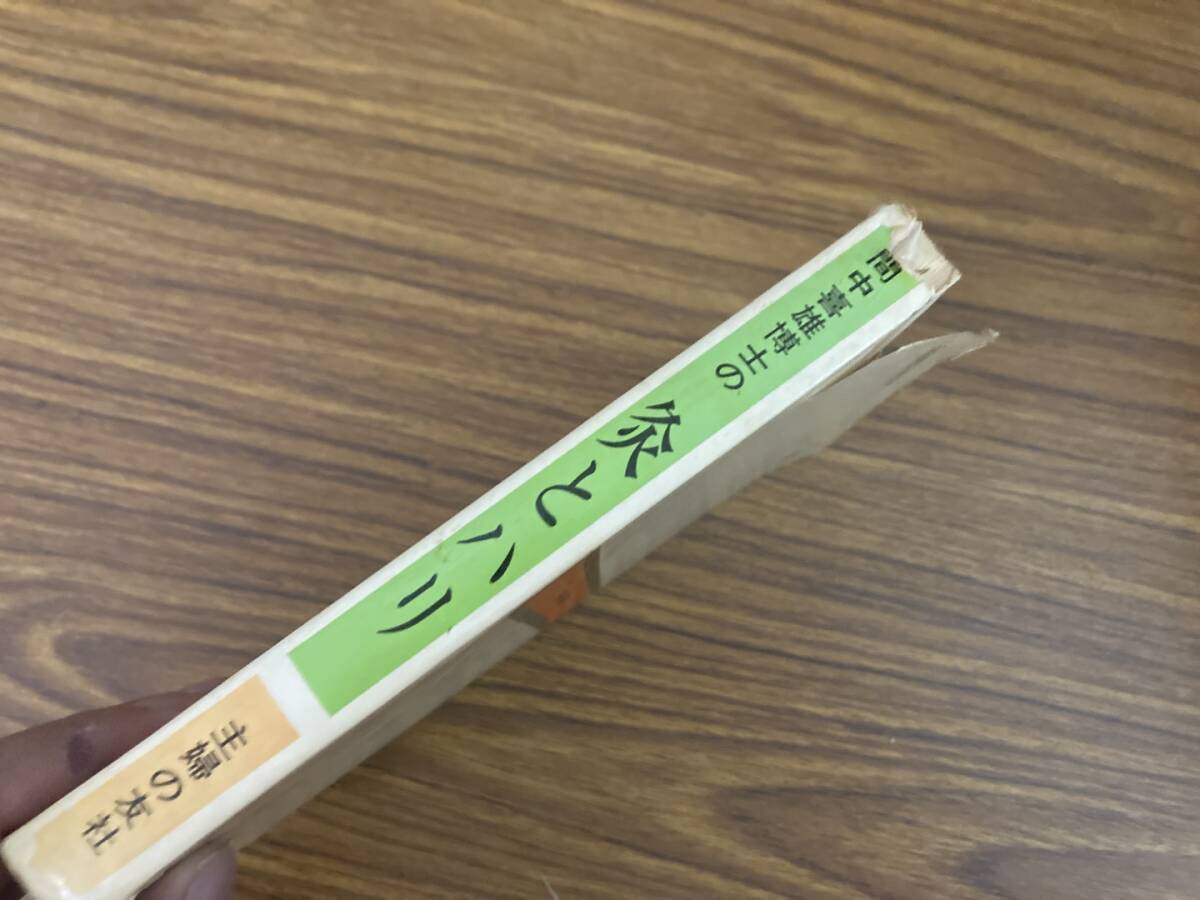 間中喜雄博士の
灸とハリ
主婦の友社